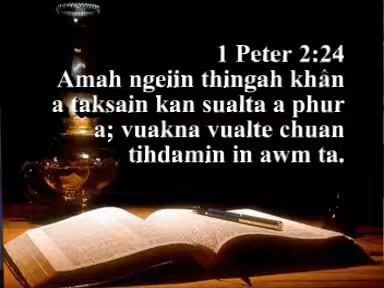 1 Peter 2:24
Amah ngeiin thingah khân
a taksain kan sualta a phur
a; vuakna vualte chuan
tihdamin in awm ta.